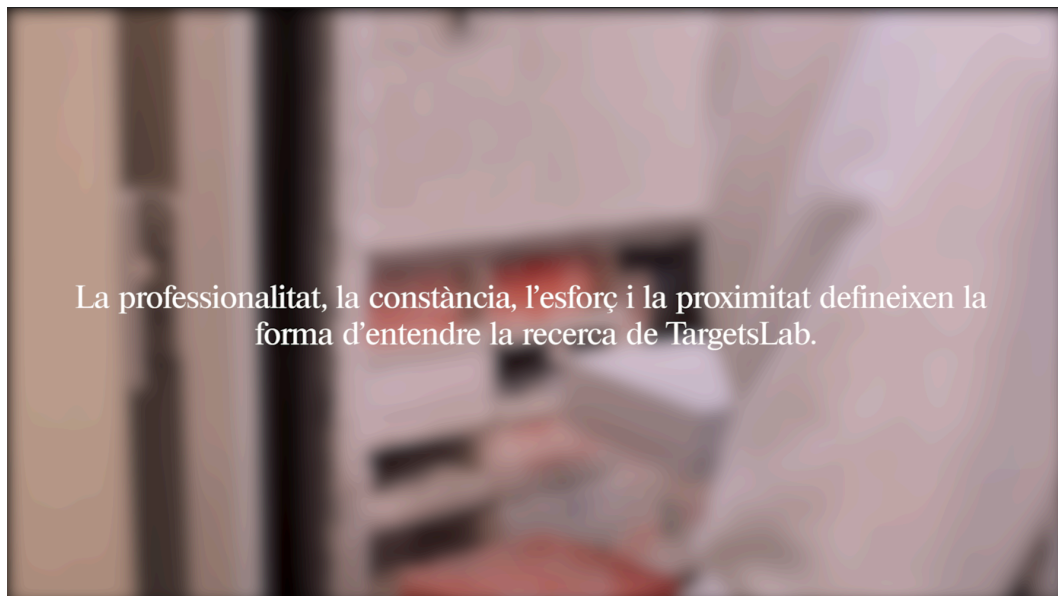 La professionalitat, la constància, l’esforç i la proximitat defineixen la
forma d’entendre la recerca de TargetsLab.